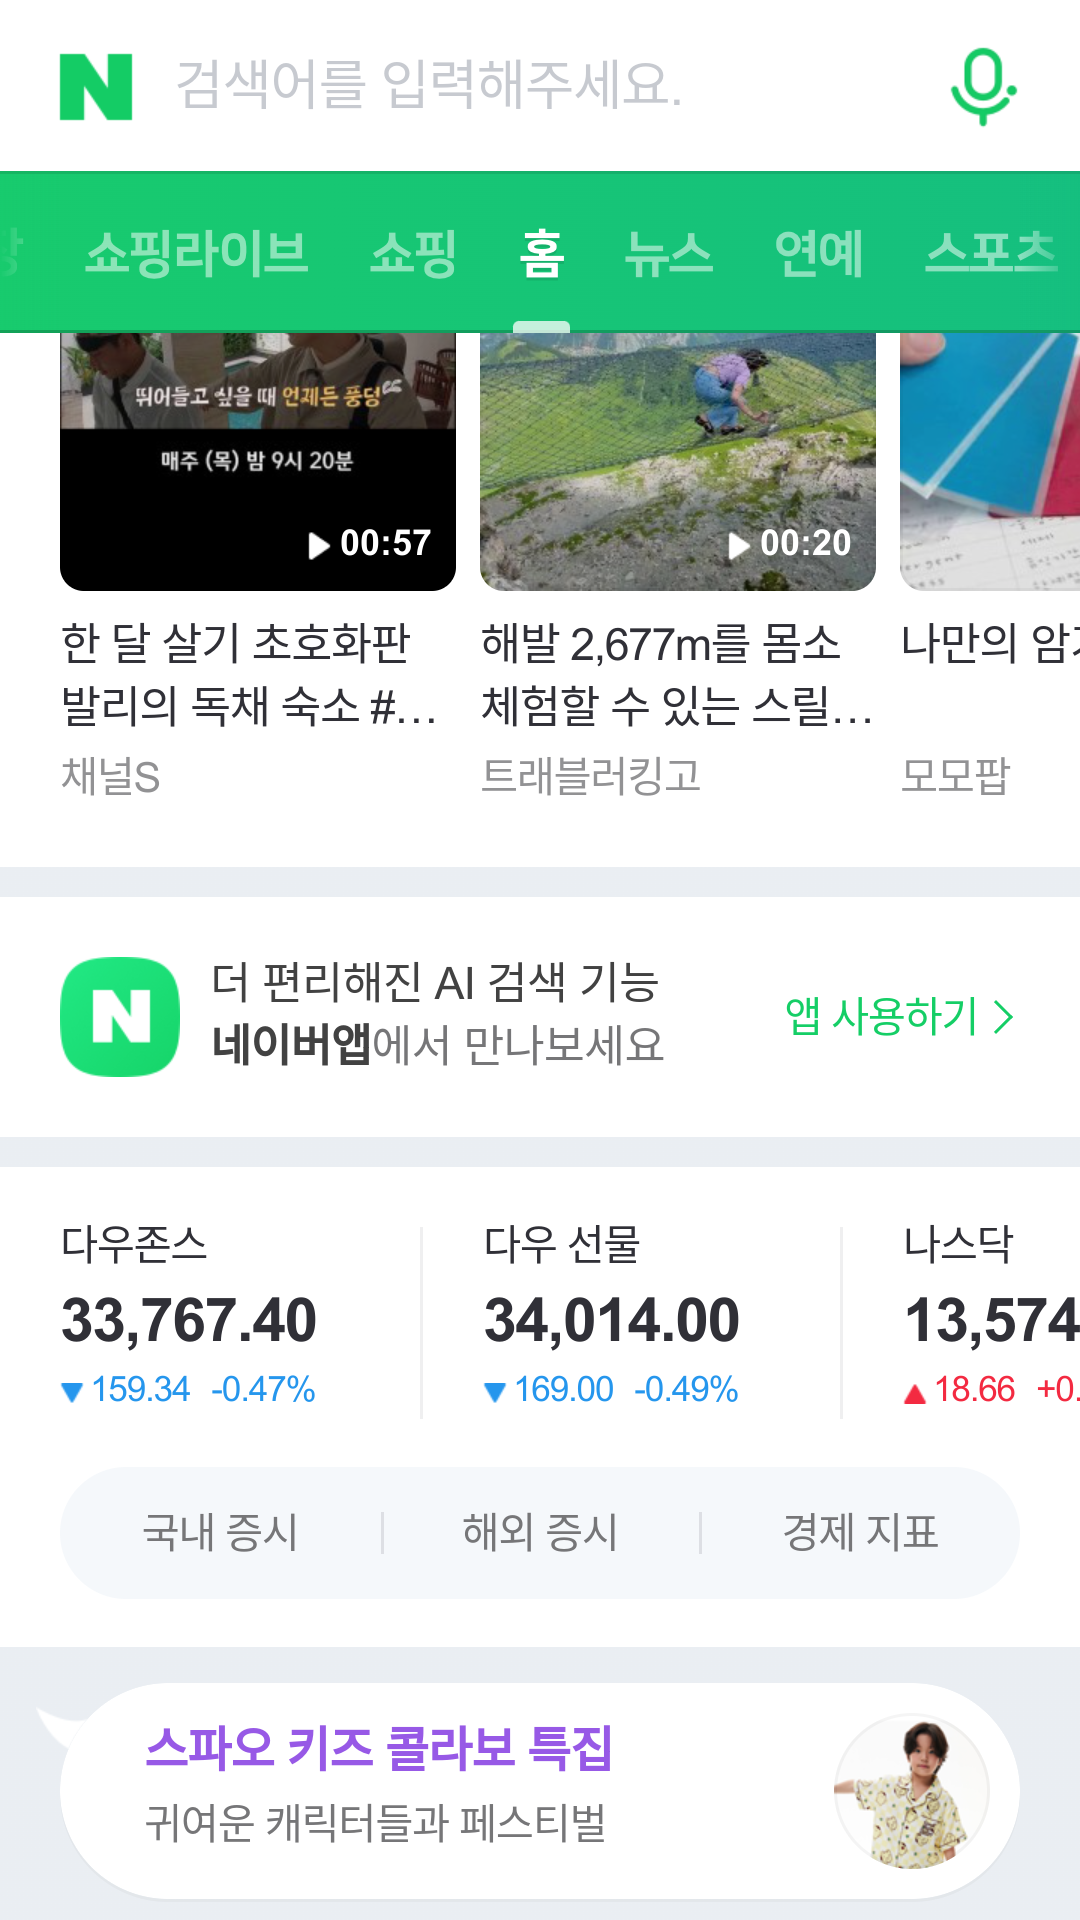 N 검색어를 입력해주세요.
쇼핑라이브 쇼핑 홈 뉴스 연예 스포츠
뛰어들고 싶을 때 언제든 풍덩
매주 (목) 밤 9시 20분
00:57
00:20
한 달 살기 초호화판
발리의 독채 숙소 #...
채널S
해발 2,677m를 몸소
체험할 수 있는 스릴...
트래블러킹고
나만의
모모팝
N
더 편리해진 AI 검색 기능
네이버앱에서 만나보세요
앱 사용하기
다우존스
33,767.40
▼159.34 -0.47%
다우 선물
34,014.00
▼169.00 -0.49%
나스닥
13,574
▲18.66 +0.
국내 증시 해외 증시 경제 지표
스파오 키즈 콜라보 특집
귀여운 캐릭터들과 페스티벌